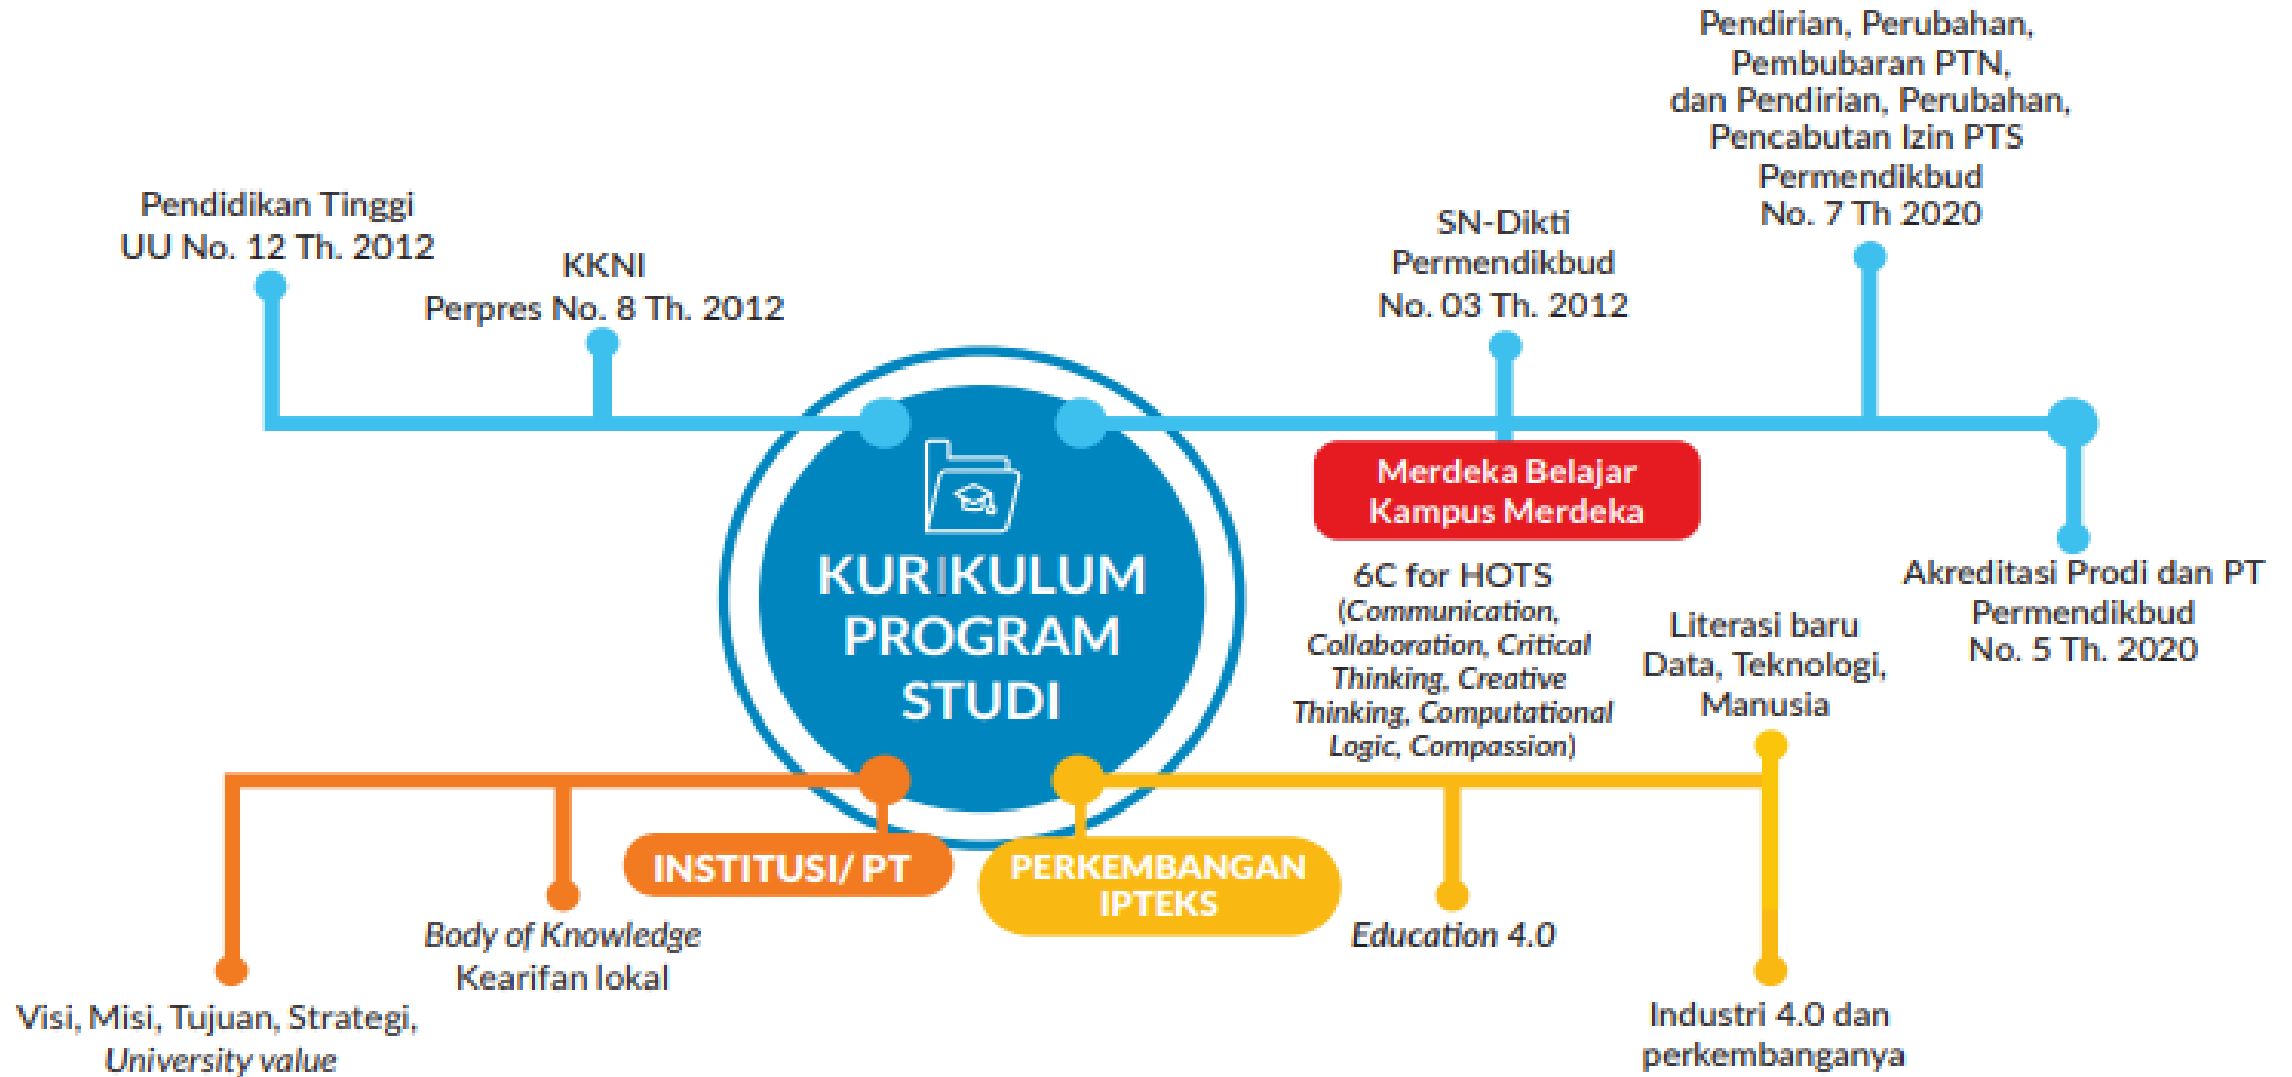 Pendirian, Perubahan,
Pembubaran PTN,
dan Pendirian, Perubahan,
Pencabutan Izin PTS
Permendikbud
No. 7 Th 2020
Pendidikan Tinggi
UU No. 12 Th. 2012
KKNI
Perpres No. 8 Th. 2012
SN-Dikti
Permendikbud
No. 03 Th. 2012
Merdeka Belajar
Kampus Merdeka
KURIKULUM
PROGRAM
STUDI
6C for HOTS
(Communication,
Collaboration, Critical
Thinking, Creative
Thinking, Computational
Logic, Compassion)
Literasi baru
Data, Teknologi,
Manusia
Akreditasi Prodi dan PT
Permendikbud
No. 5 Th. 2020
INSTITUSI/ PT
PERKEMBANGAN
IPTEKS
Body of Knowledge
Kearifan lokal
Education 4.0
Visi, Misi, Tujuan, Strategi,
University value
Industri 4.0 dan
perkembanganya